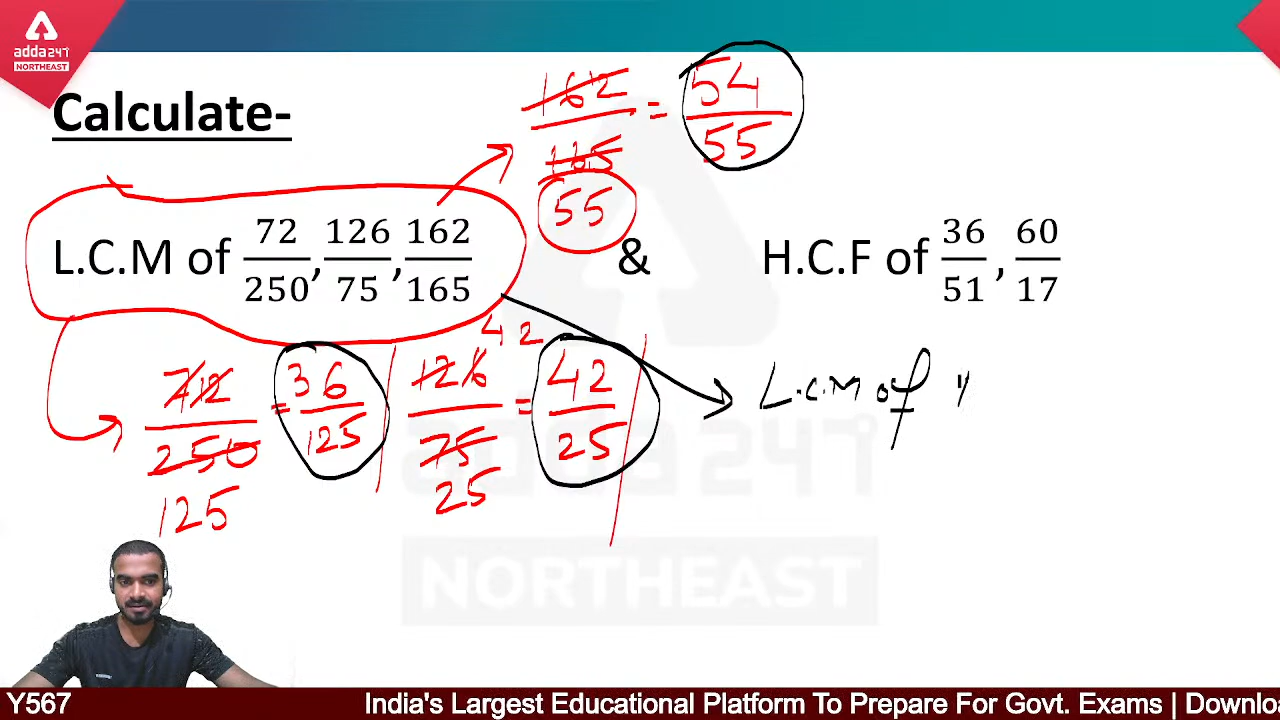 adda247
NORTHEAST
Calculate-
162/165 = 54/55
55
L.C.M of 72/250, 126/75, 162/165 & H.C.F of 36/51, 60/17
42
72/250 = 36/125 | 126/75 = 42/25 |
125
25
L.C.M of
adda247
NORTHEAST
Y567 India's Largest Educational Platform To Prepare For Govt. Exams |